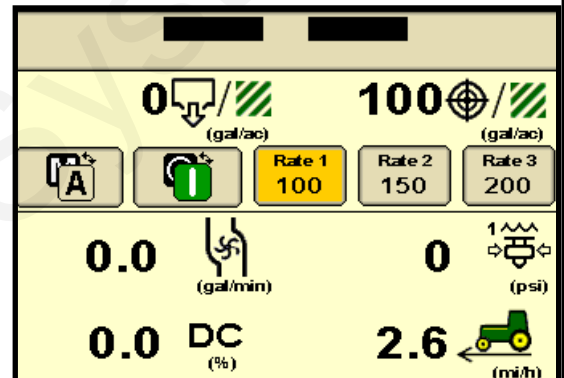 0 / 100 /
(gal/ac) (gal/ac)
A I Rate 1 Rate 2 Rate 3
100 150 200
0.0 0 1
(gal/min) (psi)
0.0 DC 2.6
(%) (mi/h)